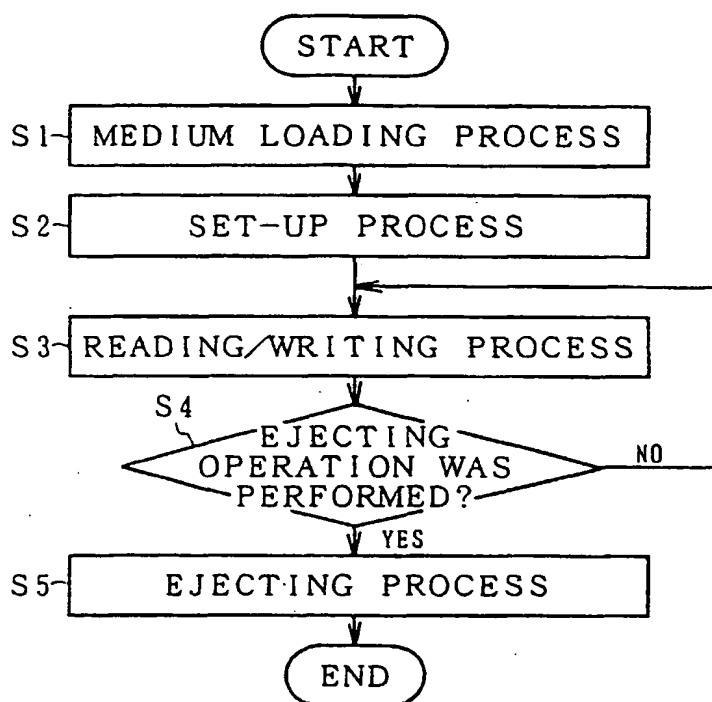 START
S1
MEDIUM LOADING PROCESS
S2
SET-UP PROCESS
S3
READING/WRITING PROCESS
S4
EJECTING
OPERATION WAS
PERFORMED?
NO
YES
S5
EJECTING PROCESS
END